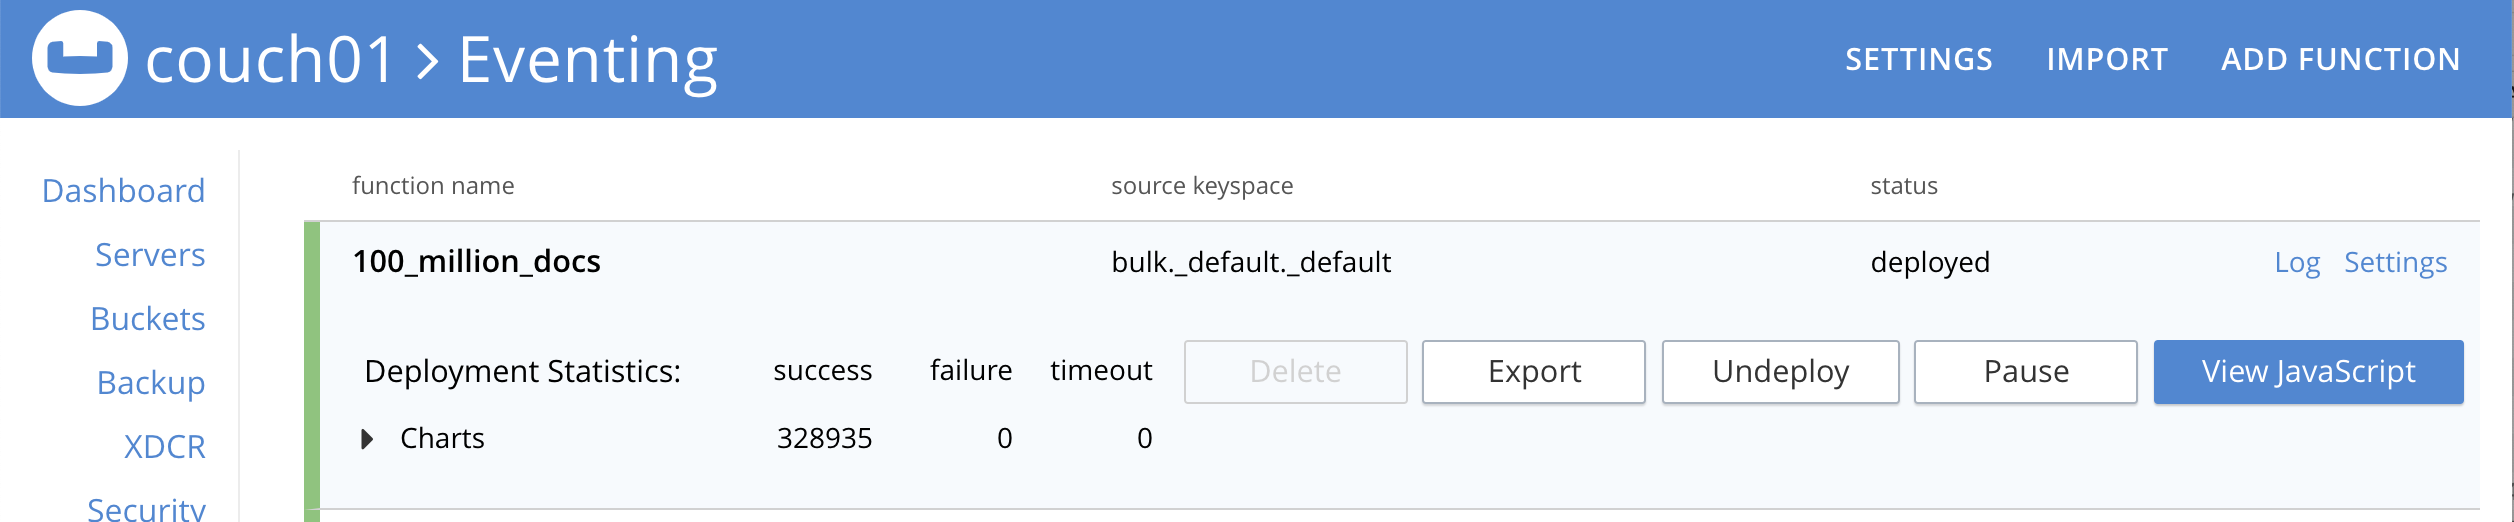 couch01 > Eventing
SETTINGS IMPORT ADD FUNCTION
Dashboard
Servers
Buckets
Backup
XDCR
Security
function name source keyspace status
100_million_docs bulk._default._default deployed Log Settings
Deployment Statistics: success failure timeout Delete Export Undeploy Pause View JavaScript
Charts 328935 0 0